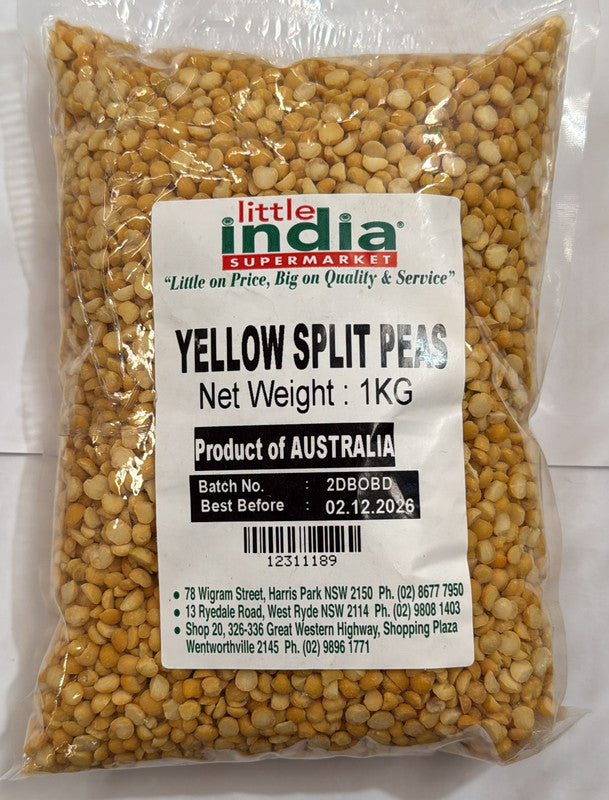 little
india®
SUPERMARKET
"Little on Price, Big on Quality & Service"
YELLOW SPLIT PEAS
Net Weight : 1KG
Product of AUSTRALIA
Batch No. : 2DBOBD
Best Before : 02.12.2026
12311189
• 78 Wigram Street, Harris Park NSW 2150 Ph. (02) 8677 7950
• 13 Ryedale Road, West Ryde NSW 2114 Ph. (02) 9808 1403
• Shop 20, 326-336 Great Western Highway, Shopping Plaza
Wentworthville 2145 Ph. (02) 9896 1771